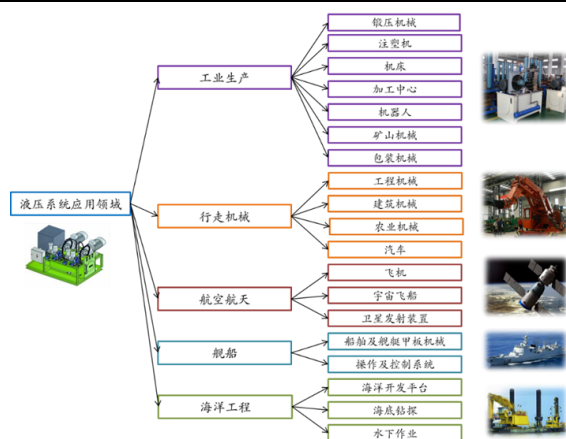 液压系统应用领域
工业生产
锻压机械
注塑机
机床
加工中心
机器人
矿山机械
包装机械
行走机械
工程机械
建筑机械
农业机械
汽车
航空航天
飞机
宇宙飞船
卫星发射装置
舰船
船舶及舰艇甲板机械
操作及控制系统
海洋工程
海洋开发平台
海底钻探
水下作业